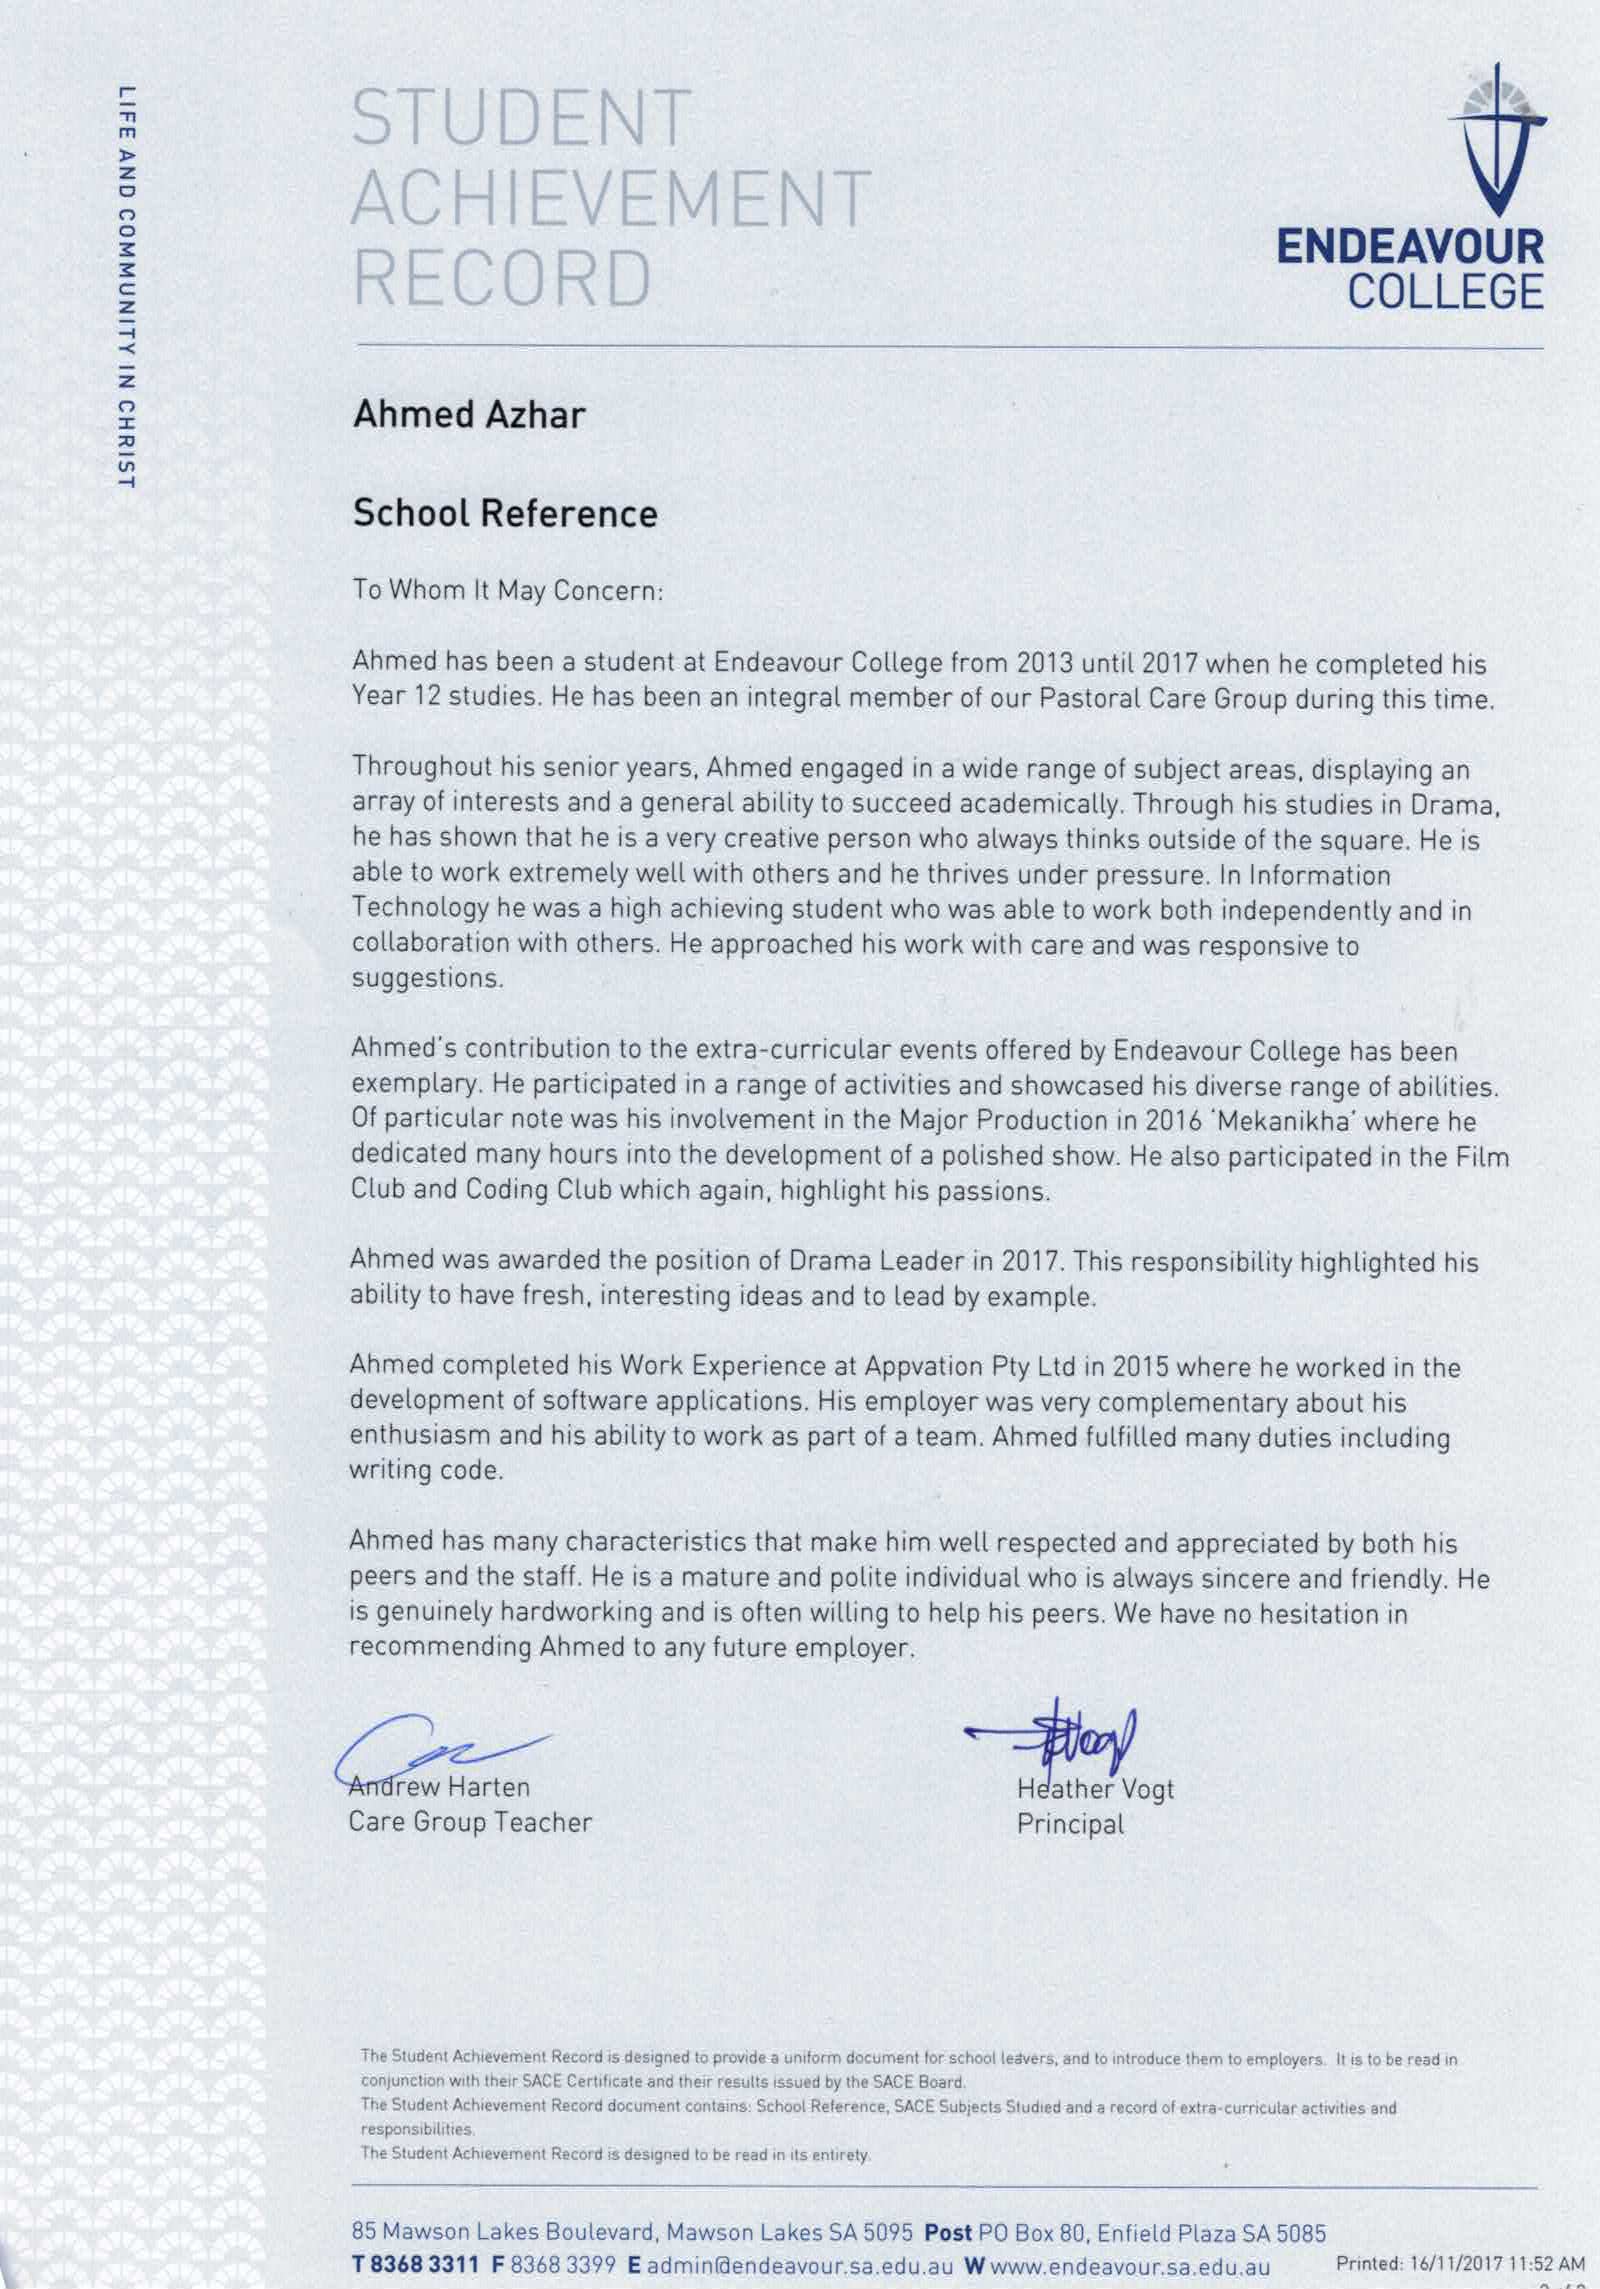 LIFE AND COMMUNITY IN CHRIST
STUDENT
ACHIEVEMENT
RECORD
ENDEAVOUR
COLLEGE
Ahmed Azhar
School Reference
To Whom It May Concern:
Ahmed has been a student at Endeavour College from 2013 until 2017 when he completed his
Year 12 studies. He has been an integral member of our Pastoral Care Group during this time.
Throughout his senior years, Ahmed engaged in a wide range of subject areas, displaying an
array of interests and a general ability to succeed academically. Through his studies in Drama,
he has shown that he is a very creative person who always thinks outside of the square. He is
able to work extremely well with others and he thrives under pressure. In Information
Technology he was a high achieving student who was able to work both independently and in
collaboration with others. He approached his work with care and was responsive to
suggestions.
Ahmed's contribution to the extra-curricular events offered by Endeavour College has been
exemplary. He participated in a range of activities and showcased his diverse range of abilities.
Of particular note was his involvement in the Major Production in 2016 'Mekanikha' where he
dedicated many hours into the development of a polished show. He also participated in the Film
Club and Coding Club which again, highlight his passions.
Ahmed was awarded the position of Drama Leader in 2017. This responsibility highlighted his
ability to have fresh, interesting ideas and to lead by example.
Ahmed completed his Work Experience at Appvation Pty Ltd in 2015 where he worked in the
development of software applications. His employer was very complementary about his
enthusiasm and his ability to work as part of a team. Ahmed fulfilled many duties including
writing code.
Ahmed has many characteristics that make him well respected and appreciated by both his
peers and the staff. He is a mature and polite individual who is always sincere and friendly. He
is genuinely hardworking and is often willing to help his peers. We have no hesitation in
recommending Ahmed to any future employer.
Andrew Harten
Care Group Teacher
Heather Vogt
Principal
The Student Achievement Record is designed to provide a uniform document for school leavers, and to introduce them to employers. It is to be read in
conjunction with their SACE Certificate and their results issued by the SACE Board.
The Student Achievement Record document contains: School Reference, SACE Subjects Studied and a record of extra-curricular activities and
responsibilities.
The Student Achievement Record is designed to be read in its entirety.
85 Mawson Lakes Boulevard, Mawson Lakes SA 5095 Post PO Box 80, Enfield Plaza SA 5085
T 8368 3311 F 8368 3399 E admin@endeavour.sa.edu.au W www.endeavour.sa.edu.au
Printed: 16/11/2017 11:52 AM